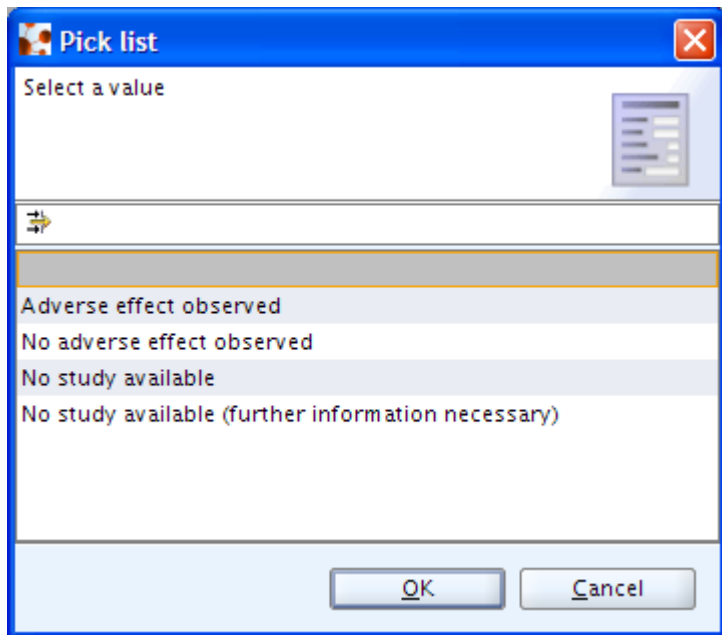 Pick list
Select a value
Adverse effect observed
No adverse effect observed
No study available
No study available (further information necessary)
OK
Cancel